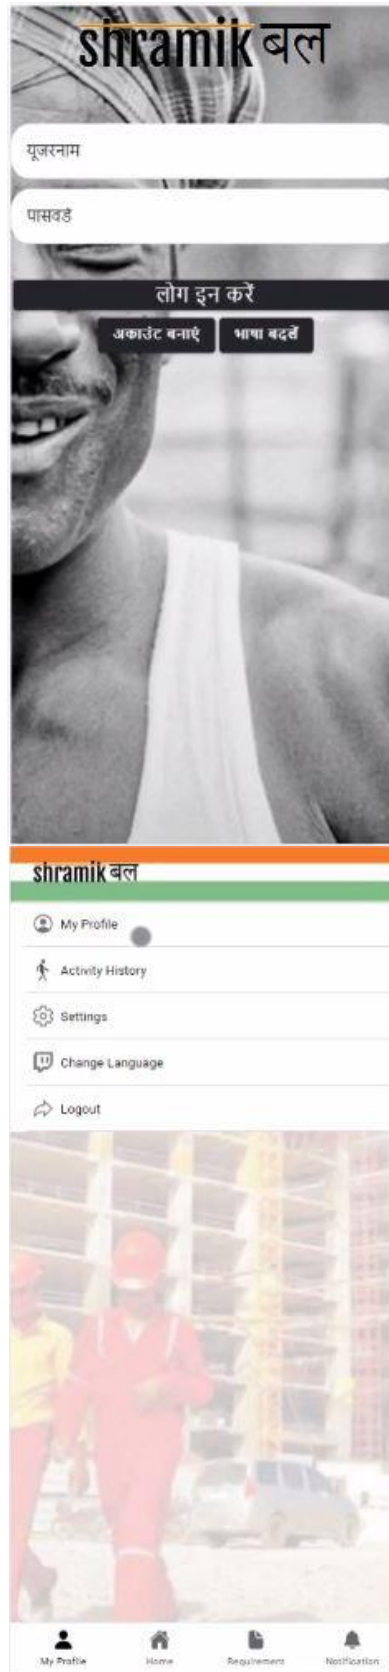 shramik बल
यूजरनाम
पासवर्ड
लोग इन करें
अकाउंट बनाएं भाषा बदलें
shramik बल
My Profile
Activity History
Settings
Change Language
Logout
My Profile Home Requirement Notification